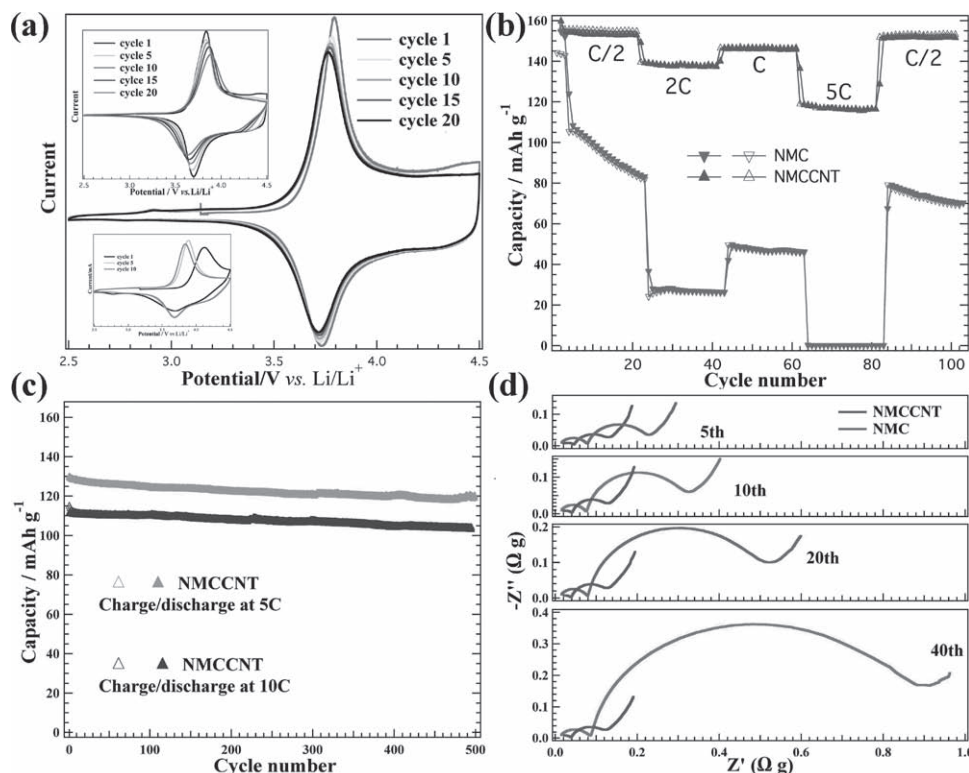 (a)
cycle 1
cycle 5
cycle 10
cylce 15
cycle 20
Current
2.5 3.0 3.5 4.0 4.5
Potential / V vs.Li/Li+
cycle 1
cycle 5
cycle 10
Current/mA
Potential / V vs Li/Li
cycle 1
cycle 5
cycle 10
cycle 15
cycle 20
Current
2.5 3.0 3.5 4.0 4.5
Potential/V vs. Li/Li+
(b)
160
140
120
100
80
60
40
20
0
Capacity / mAh g-1
C/2
2C
C
5C
C/2
NMC
NMCCNT
20 40 60 80 100
Cycle number
(c)
160
140
120
100
80
60
40
20
0
Capacity / mAh g-1
NMCCNT
Charge/discharge at 5C
NMCCNT
Charge/discharge at 10C
0 100 200 300 400 500
Cycle number
(d)
NMCCNT
NMC
0.1
0.0
5th
0.1
0.0
10th
0.2
0.1
0.0
20th
0.4
0.3
0.2
0.1
0.0
40th
-Z'' (Ω g)
0.0 0.2 0.4 0.6 0.8 1.0
Z' (Ω g)